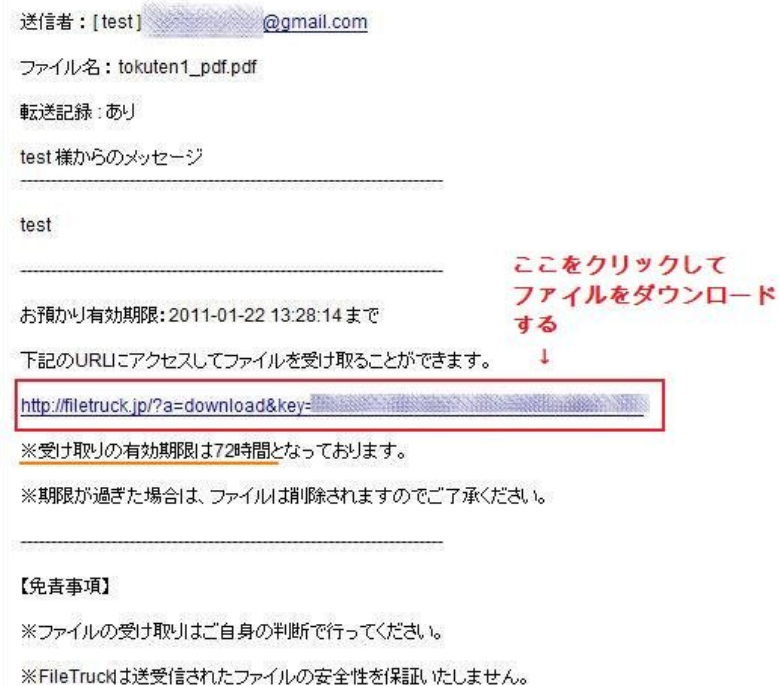 送信者：[test] @gmail.com
ファイル名：tokuten1_pdf.pdf
転送記録：あり
test 様からのメッセージ
------------------------------------------------------------
test
------------------------------------------------------------
ここをクリックして
ファイルをダウンロード
する
↓
お預かり有効期限：2011-01-22 13:28:14 まで
下記のURLにアクセスしてファイルを受け取ることができます。
http://filetruck.jp/?a=download&key=
※受け取りの有効期限は72時間となっております。
※期限が過ぎた場合は、ファイルは削除されますのでご了承ください。
------------------------------------------------------------
【免責事項】
※ファイルの受け取りはご自身の判断で行ってください。
※FileTruckは送受信されたファイルの安全性を保証いたしません。